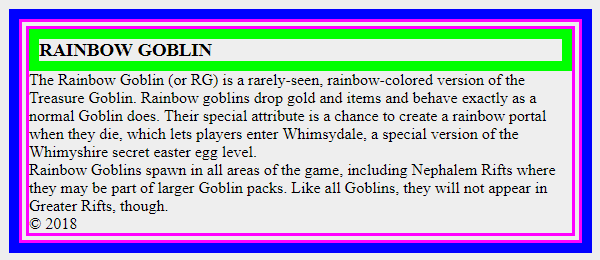 RAINBOW GOBLIN
The Rainbow Goblin (or RG) is a rarely-seen, rainbow-colored version of the
Treasure Goblin. Rainbow goblins drop gold and items and behave exactly as a
normal Goblin does. Their special attribute is a chance to create a rainbow portal
when they die, which lets players enter Whimsydale, a special version of the
Whimyshire secret easter egg level.
Rainbow Goblins spawn in all areas of the game, including Nephalem Rifts where
they may be part of larger Goblin packs. Like all Goblins, they will not appear in
Greater Rifts, though.
© 2018